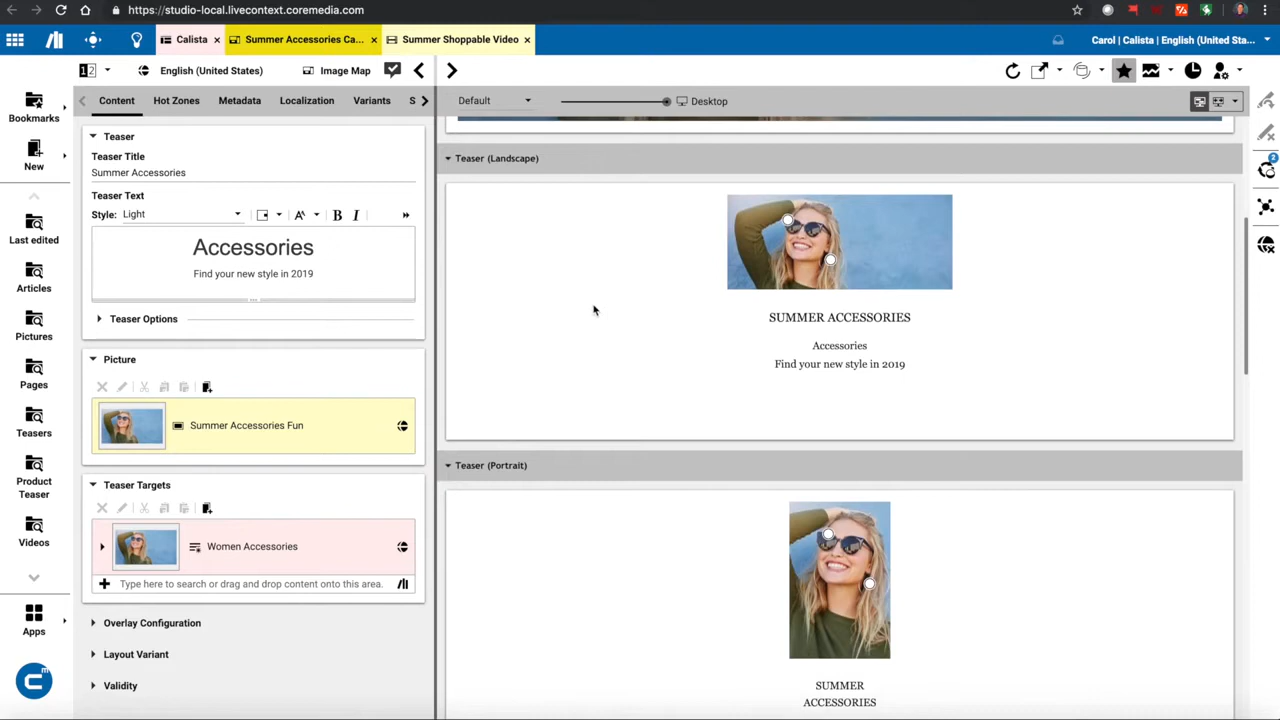 https://studio-local.livecontext.coremedia.com
Calista
Summer Accessories Ca...
Summer Shoppable Video
Carol | Calista | English (United Sta...
English (United States)
Image Map
Content
Hot Zones
Metadata
Localization
Variants
S
Default
Desktop
Bookmarks
New
Last edited
Articles
Pictures
Pages
Teasers
Product
Teaser
Videos
Apps
Teaser
Teaser Title
Summer Accessories
Teaser Text
Style: Light
B I
Accessories
Find your new style in 2019
Teaser Options
Picture
Summer Accessories Fun
Teaser Targets
Women Accessories
Type here to search or drag and drop content onto this area.
Overlay Configuration
Layout Variant
Validity
Teaser (Landscape)
SUMMER ACCESSORIES
Accessories
Find your new style in 2019
Teaser (Portrait)
SUMMER
ACCESSORIES
2